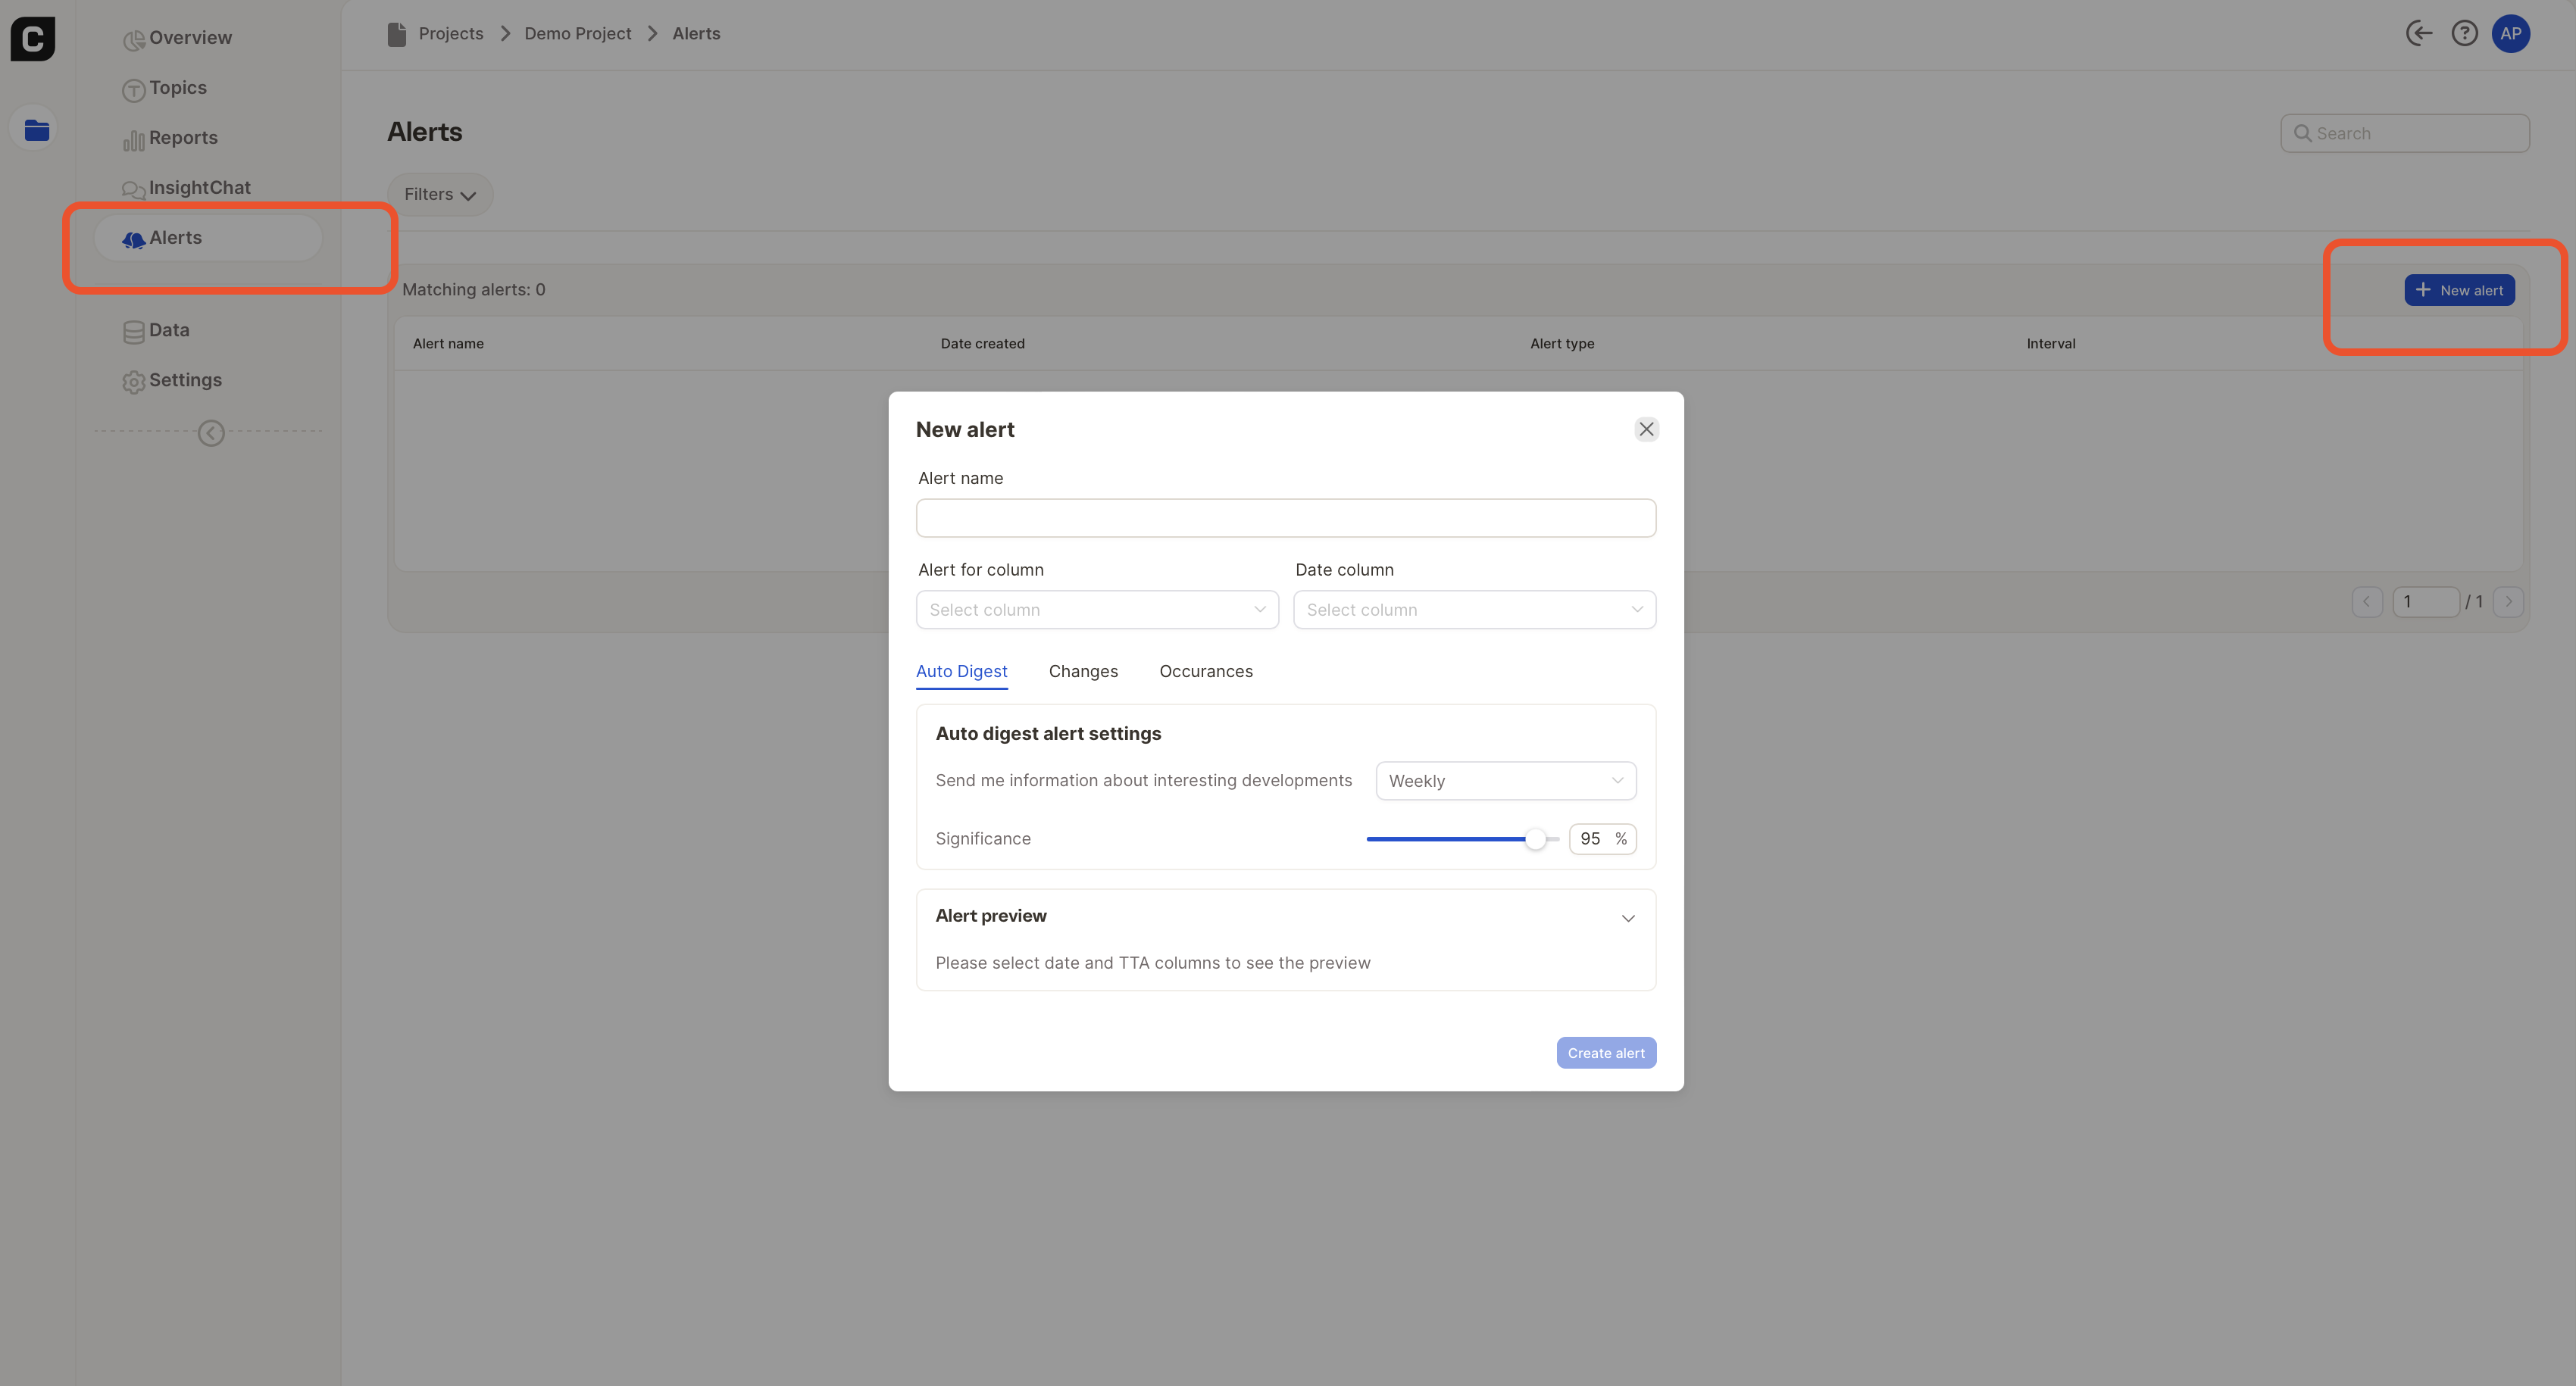 C
Overview
Topics
Reports
InsightChat
Alerts
Data
Settings
Projects > Demo Project > Alerts
? AP
Alerts
Search
Filters
Matching alerts: 0
+ New alert
Alert name Date created Alert type Interval
1 / 1
New alert
Alert name
Alert for column Date column
Select column Select column
Auto Digest Changes Occurances
Auto digest alert settings
Send me information about interesting developments Weekly
Significance 95 %
Alert preview
Please select date and TTA columns to see the preview
Create alert